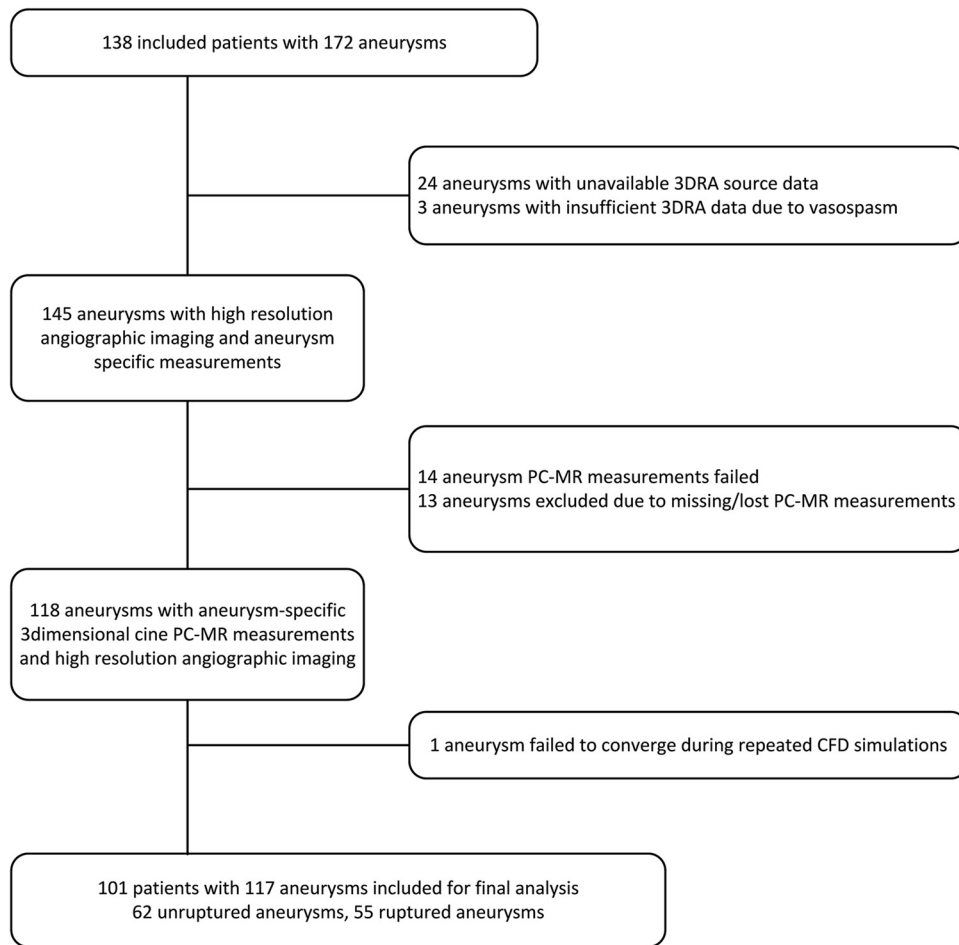 138 included patients with 172 aneurysms
24 aneurysms with unavailable 3DRA source data
3 aneurysms with insufficient 3DRA data due to vasospasm
145 aneurysms with high resolution
angiographic imaging and aneurysm
specific measurements
14 aneurysm PC-MR measurements failed
13 aneurysms excluded due to missing/lost PC-MR measurements
118 aneurysms with aneurysm-specific
3dimensional cine PC-MR measurements
and high resolution angiographic imaging
1 aneurysm failed to converge during repeated CFD simulations
101 patients with 117 aneurysms included for final analysis
62 unruptured aneurysms, 55 ruptured aneurysms